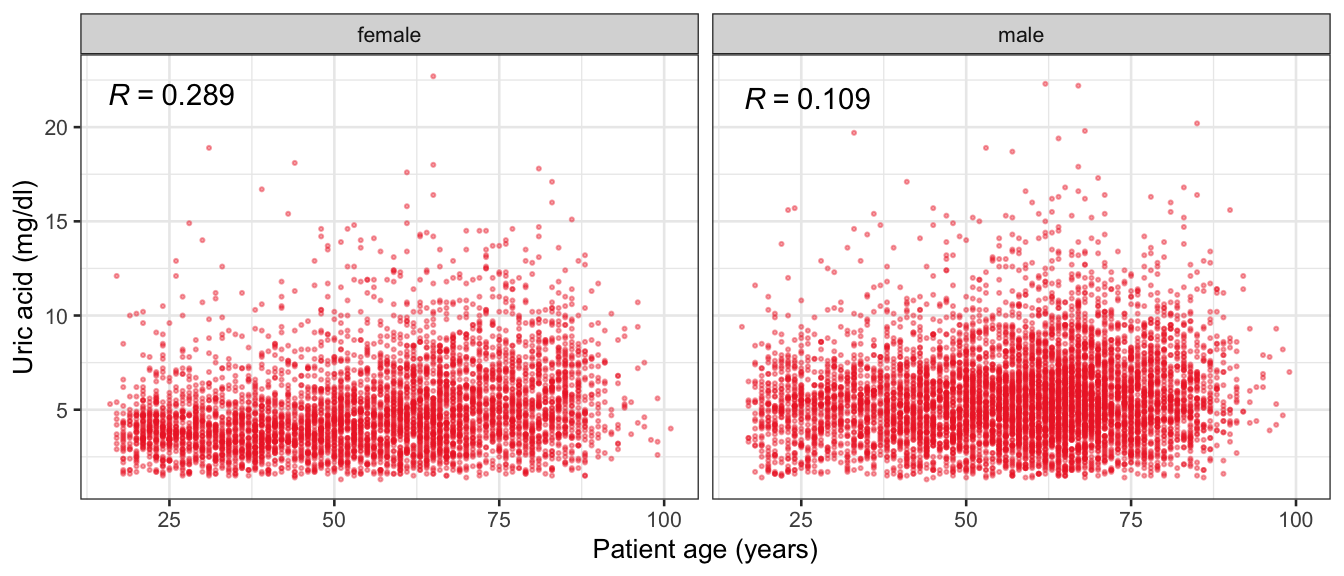 female
male
R = 0.289
R = 0.109
Uric acid (mg/dl)
20
15
10
5
25 50 75 100
25 50 75 100
Patient age (years)